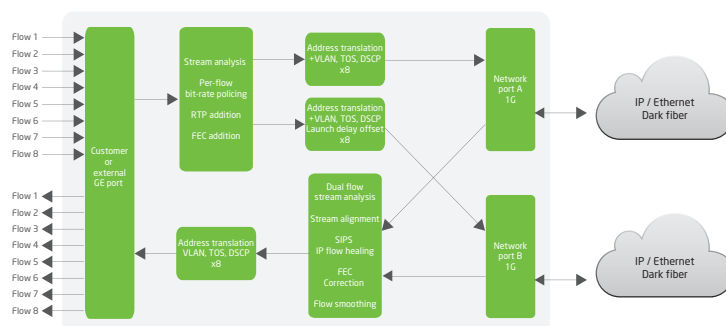 Flow 1
Flow 2
Flow 3
Flow 4
Flow 5
Flow 6
Flow 7
Flow 8
Customer
or
external
GE port
Flow 1
Flow 2
Flow 3
Flow 4
Flow 5
Flow 6
Flow 7
Flow 8
Stream analysis
Per-flow
bit-rate policing
RTP addition
FEC addition
Address translation
+VLAN, TOS, DSCP
x8
Address translation
+VLAN, TOS, DSCP
Launch delay offset
x8
Network
port A
1G
IP / Ethernet
Dark fiber
Address translation
VLAN, TOS, DSCP
x8
Dual flow
stream analysis
Stream alignment
SIPS
IP flow healing
FEC
Correction
Flow smoothing
Network
port B
1G
IP / Ethernet
Dark fiber